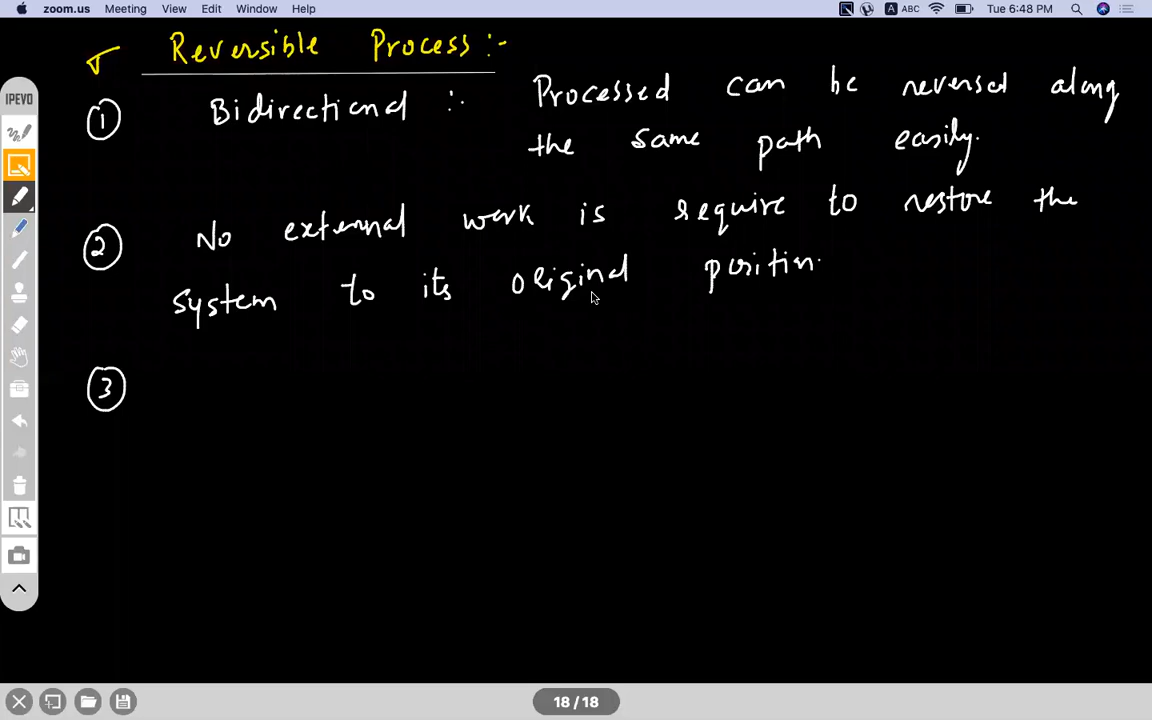 zoom.us Meeting View Edit Window Help A ABC Tue 6:48 PM
Reversible Process :-
IPEVO
① Bidirectional :- Processed can be reversed along
the same path easily.
② No external work is require to restore the
system to its original position.
③
18 / 18